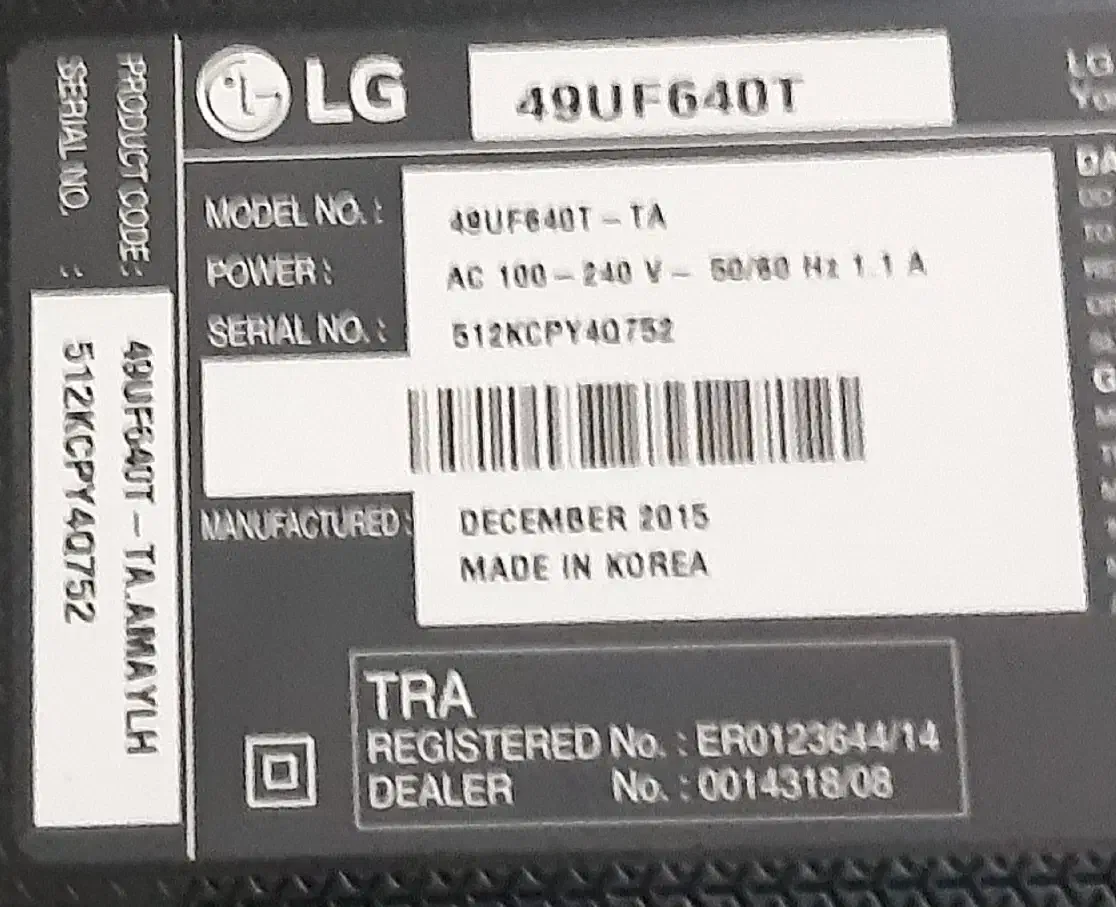 LG 49UF640T
MODEL NO. : 49UF640T-TA
POWER : AC 100-240 V~ 50/60 Hz 1.1 A
SERIAL NO. : 512KCPY4Q752
MANUFACTURED : DECEMBER 2015
MADE IN KOREA
TRA
REGISTERED No. : ER0123644/14
DEALER No. : 0014318/08
PRODUCT CODE : 49UF640T-TA.AMAYLH
SERIAL NO. : 512KCPY4Q752
LG